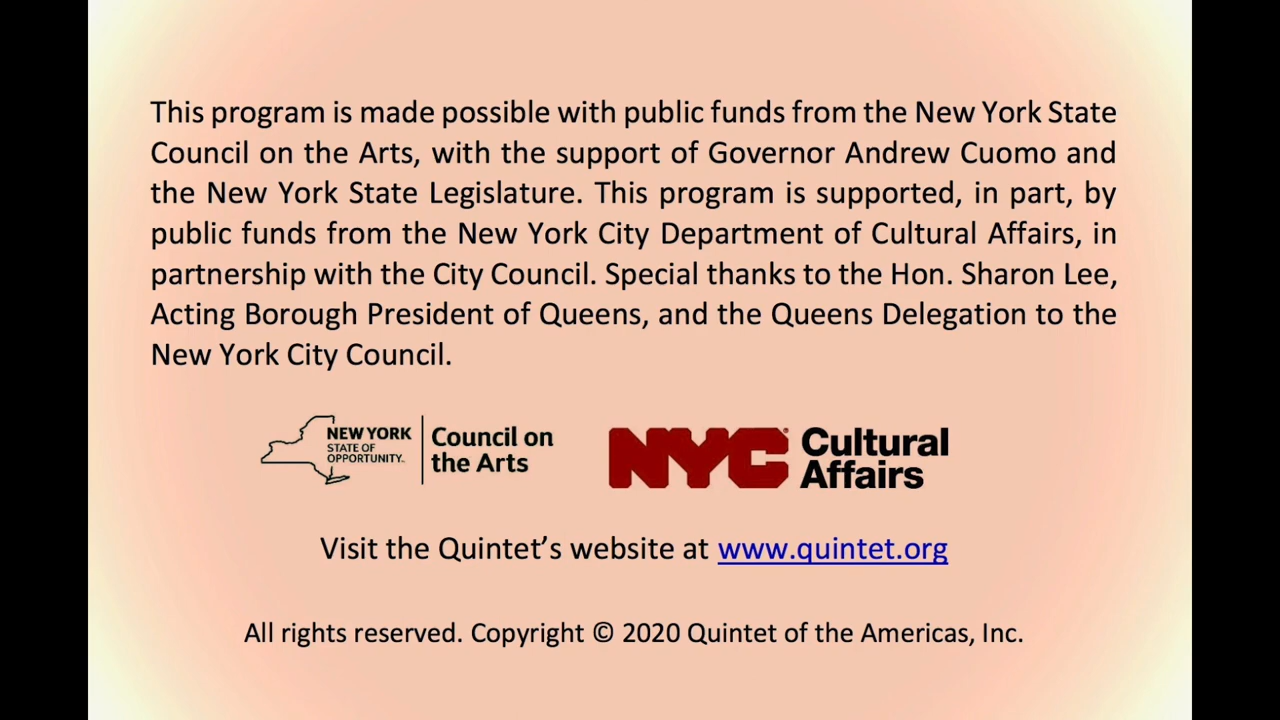 This program is made possible with public funds from the New York State
Council on the Arts, with the support of Governor Andrew Cuomo and
the New York State Legislature. This program is supported, in part, by
public funds from the New York City Department of Cultural Affairs, in
partnership with the City Council. Special thanks to the Hon. Sharon Lee,
Acting Borough President of Queens, and the Queens Delegation to the
New York City Council.
NEW YORK
STATE OF
OPPORTUNITY.
Council on
the Arts
NYC
Cultural
Affairs
Visit the Quintet’s website at www.quintet.org
All rights reserved. Copyright © 2020 Quintet of the Americas, Inc.